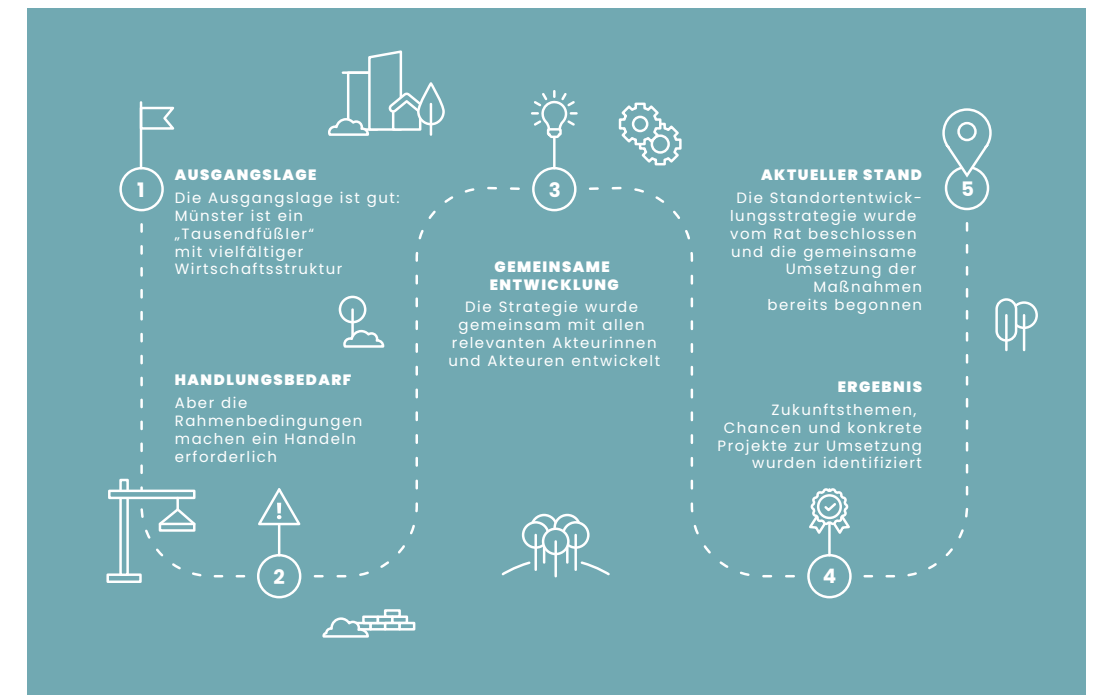 1
AUSGANGSLAGE
Die Ausgangslage ist gut:
Münster ist ein
„Tausendfüßler“
mit vielfältiger
Wirtschaftsstruktur
HANDLUNGSBEDARF
Aber die
Rahmenbedingungen
machen ein Handeln
erforderlich
!
2
3
GEMEINSAME
ENTWICKLUNG
Die Strategie wurde
gemeinsam mit allen
relevanten Akteurinnen
und Akteuren entwickelt
ERGEBNIS
Zukunftsthemen,
Chancen und konkrete
Projekte zur Umsetzung
wurden identifiziert
4
AKTUELLER STAND
5
Die Standortentwick-
lungsstrategie wurde
vom Rat beschlossen
und die gemeinsame
Umsetzung der
Maßnahmen
bereits begonnen